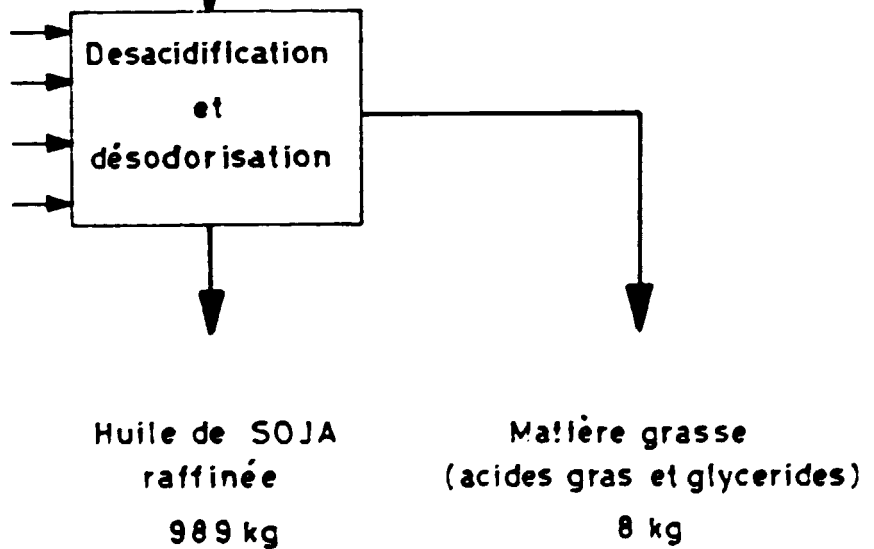 Desacidification
et
désodorisation
Huile de SOJA
raffinée
989 kg
Matière grasse
(acides gras et glycerides)
8 kg